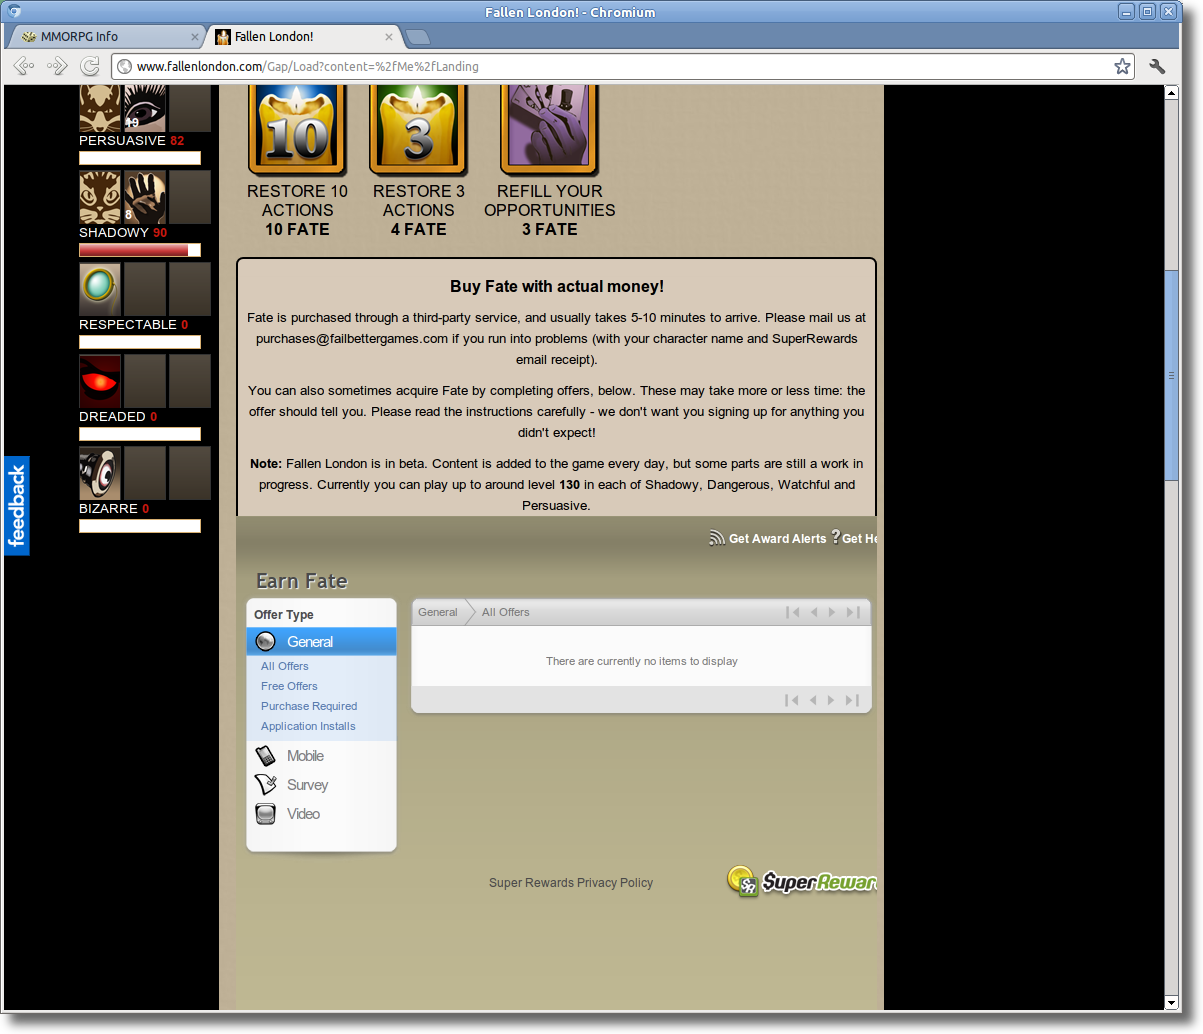 Fallen London! - Chromium
MMORPG Info
Fallen London!
www.fallenlondon.com/Gap/Load?content=%2fMe%2fLanding
19
PERSUASIVE 82
8
SHADOWY 90
RESPECTABLE 0
DREADED 0
BIZARRE 0
feedback
10
3
RESTORE 10
ACTIONS
10 FATE
RESTORE 3
ACTIONS
4 FATE
REFILL YOUR
OPPORTUNITIES
3 FATE
Buy Fate with actual money!
Fate is purchased through a third-party service, and usually takes 5-10 minutes to arrive. Please mail us at
purchases@failbettergames.com if you run into problems (with your character name and SuperRewards
email receipt).
You can also sometimes acquire Fate by completing offers, below. These may take more or less time: the
offer should tell you. Please read the instructions carefully - we don't want you signing up for anything you
didn't expect!
Note: Fallen London is in beta. Content is added to the game every day, but some parts are still a work in
progress. Currently you can play up to around level 130 in each of Shadowy, Dangerous, Watchful and
Persuasive.
Get Award Alerts ? Get He
Earn Fate
Offer Type
General
All Offers
Free Offers
Purchase Required
Application Installs
Mobile
Survey
Video
General
All Offers
There are currently no items to display
Super Rewards Privacy Policy
$R $uperRewar